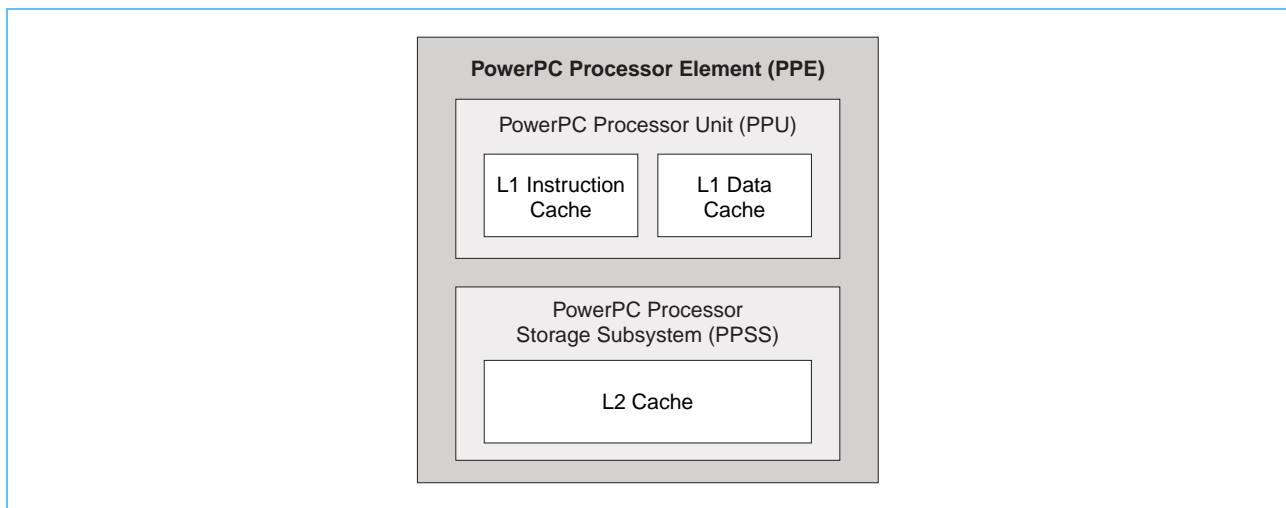 PowerPC Processor Element (PPE)
PowerPC Processor Unit (PPU)
L1 Instruction
Cache
L1 Data
Cache
PowerPC Processor
Storage Subsystem (PPSS)
L2 Cache